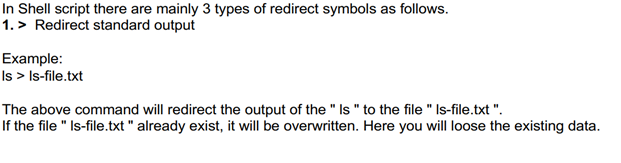 In Shell script there are mainly 3 types of redirect symbols as follows.
1. > Redirect standard output
Example:
ls > ls-file.txt
The above command will redirect the output of the " ls " to the file " ls-file.txt ".
If the file " ls-file.txt " already exist, it will be overwritten. Here you will loose the existing data.